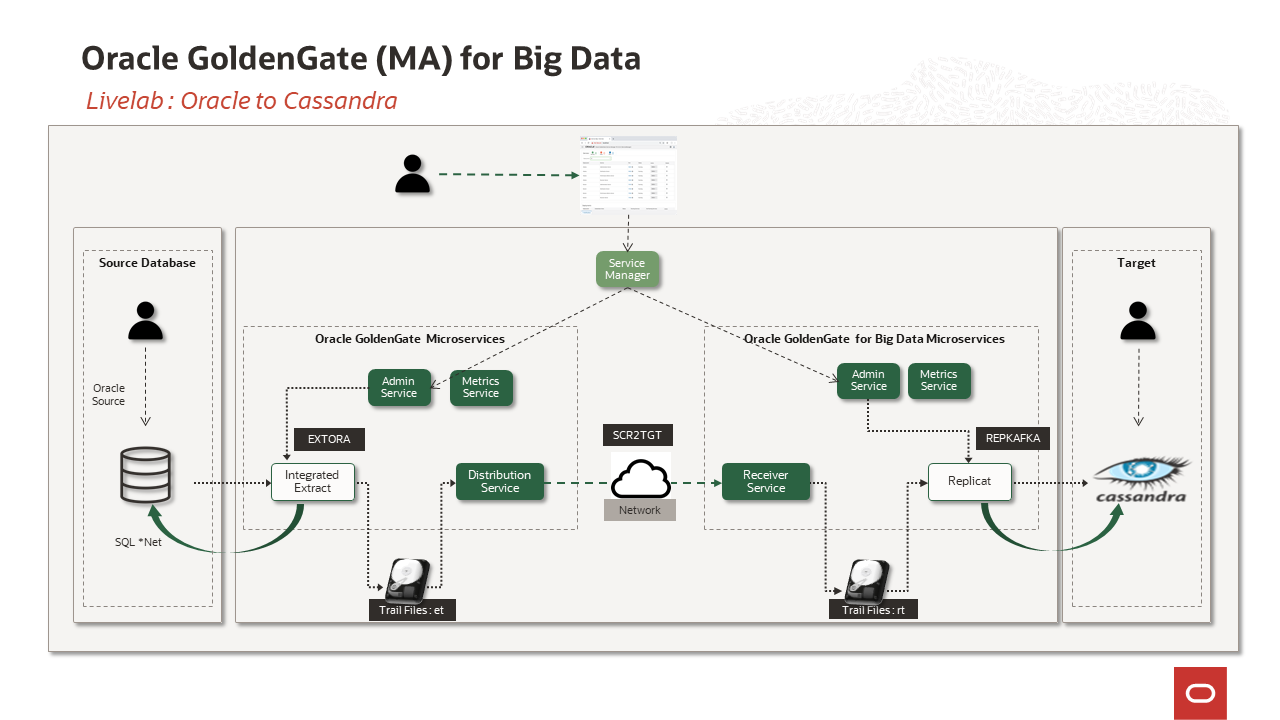 Oracle GoldenGate (MA) for Big Data
Livelab : Oracle to Cassandra
Service
Manager
Source Database
Target
Oracle GoldenGate Microservices
Oracle GoldenGate for Big Data Microservices
Admin
Service
Metrics
Service
Admin
Service
Metrics
Service
Oracle
Source
EXTORA
SCR2TGT
REPKAFKA
Integrated
Extract
Distribution
Service
Network
Receiver
Service
Replicat
cassandra
SQL *Net
Trail Files : et
Trail Files : rt